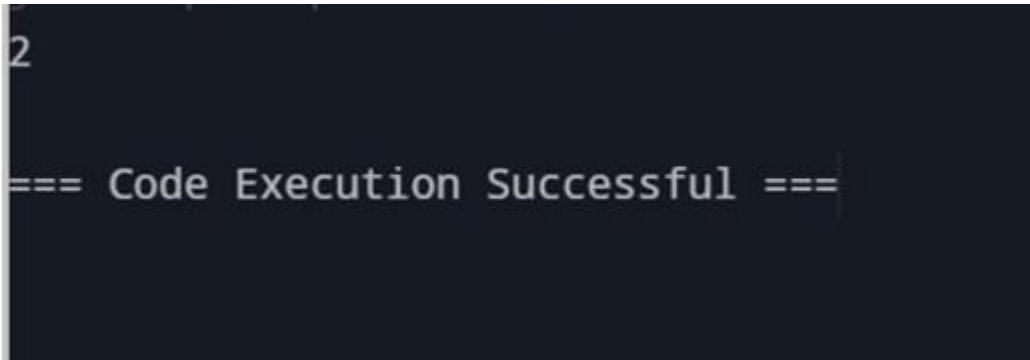 2
=== Code Execution Successful ===